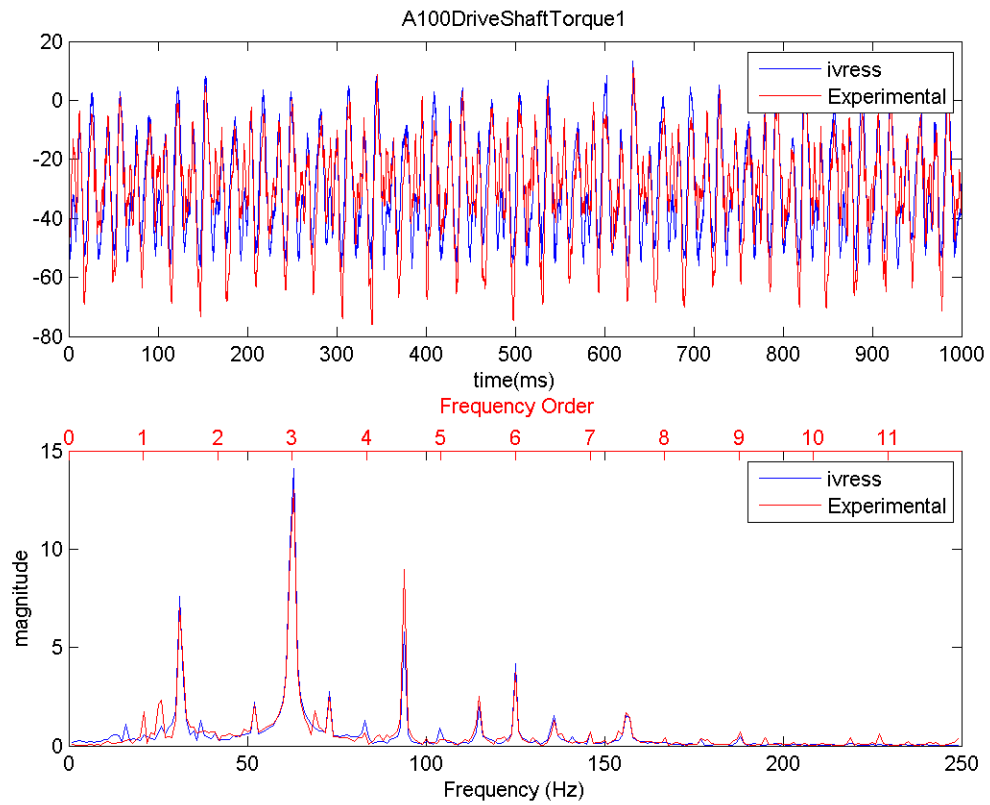 A100DriveShaftTorque1
20
0
-20
-40
-60
-80
ivress
Experimental
0 100 200 300 400 500 600 700 800 900 1000
time(ms)
Frequency Order
0 1 2 3 4 5 6 7 8 9 10 11
15
10
5
0
magnitude
ivress
Experimental
0 50 100 150 200 250
Frequency (Hz)